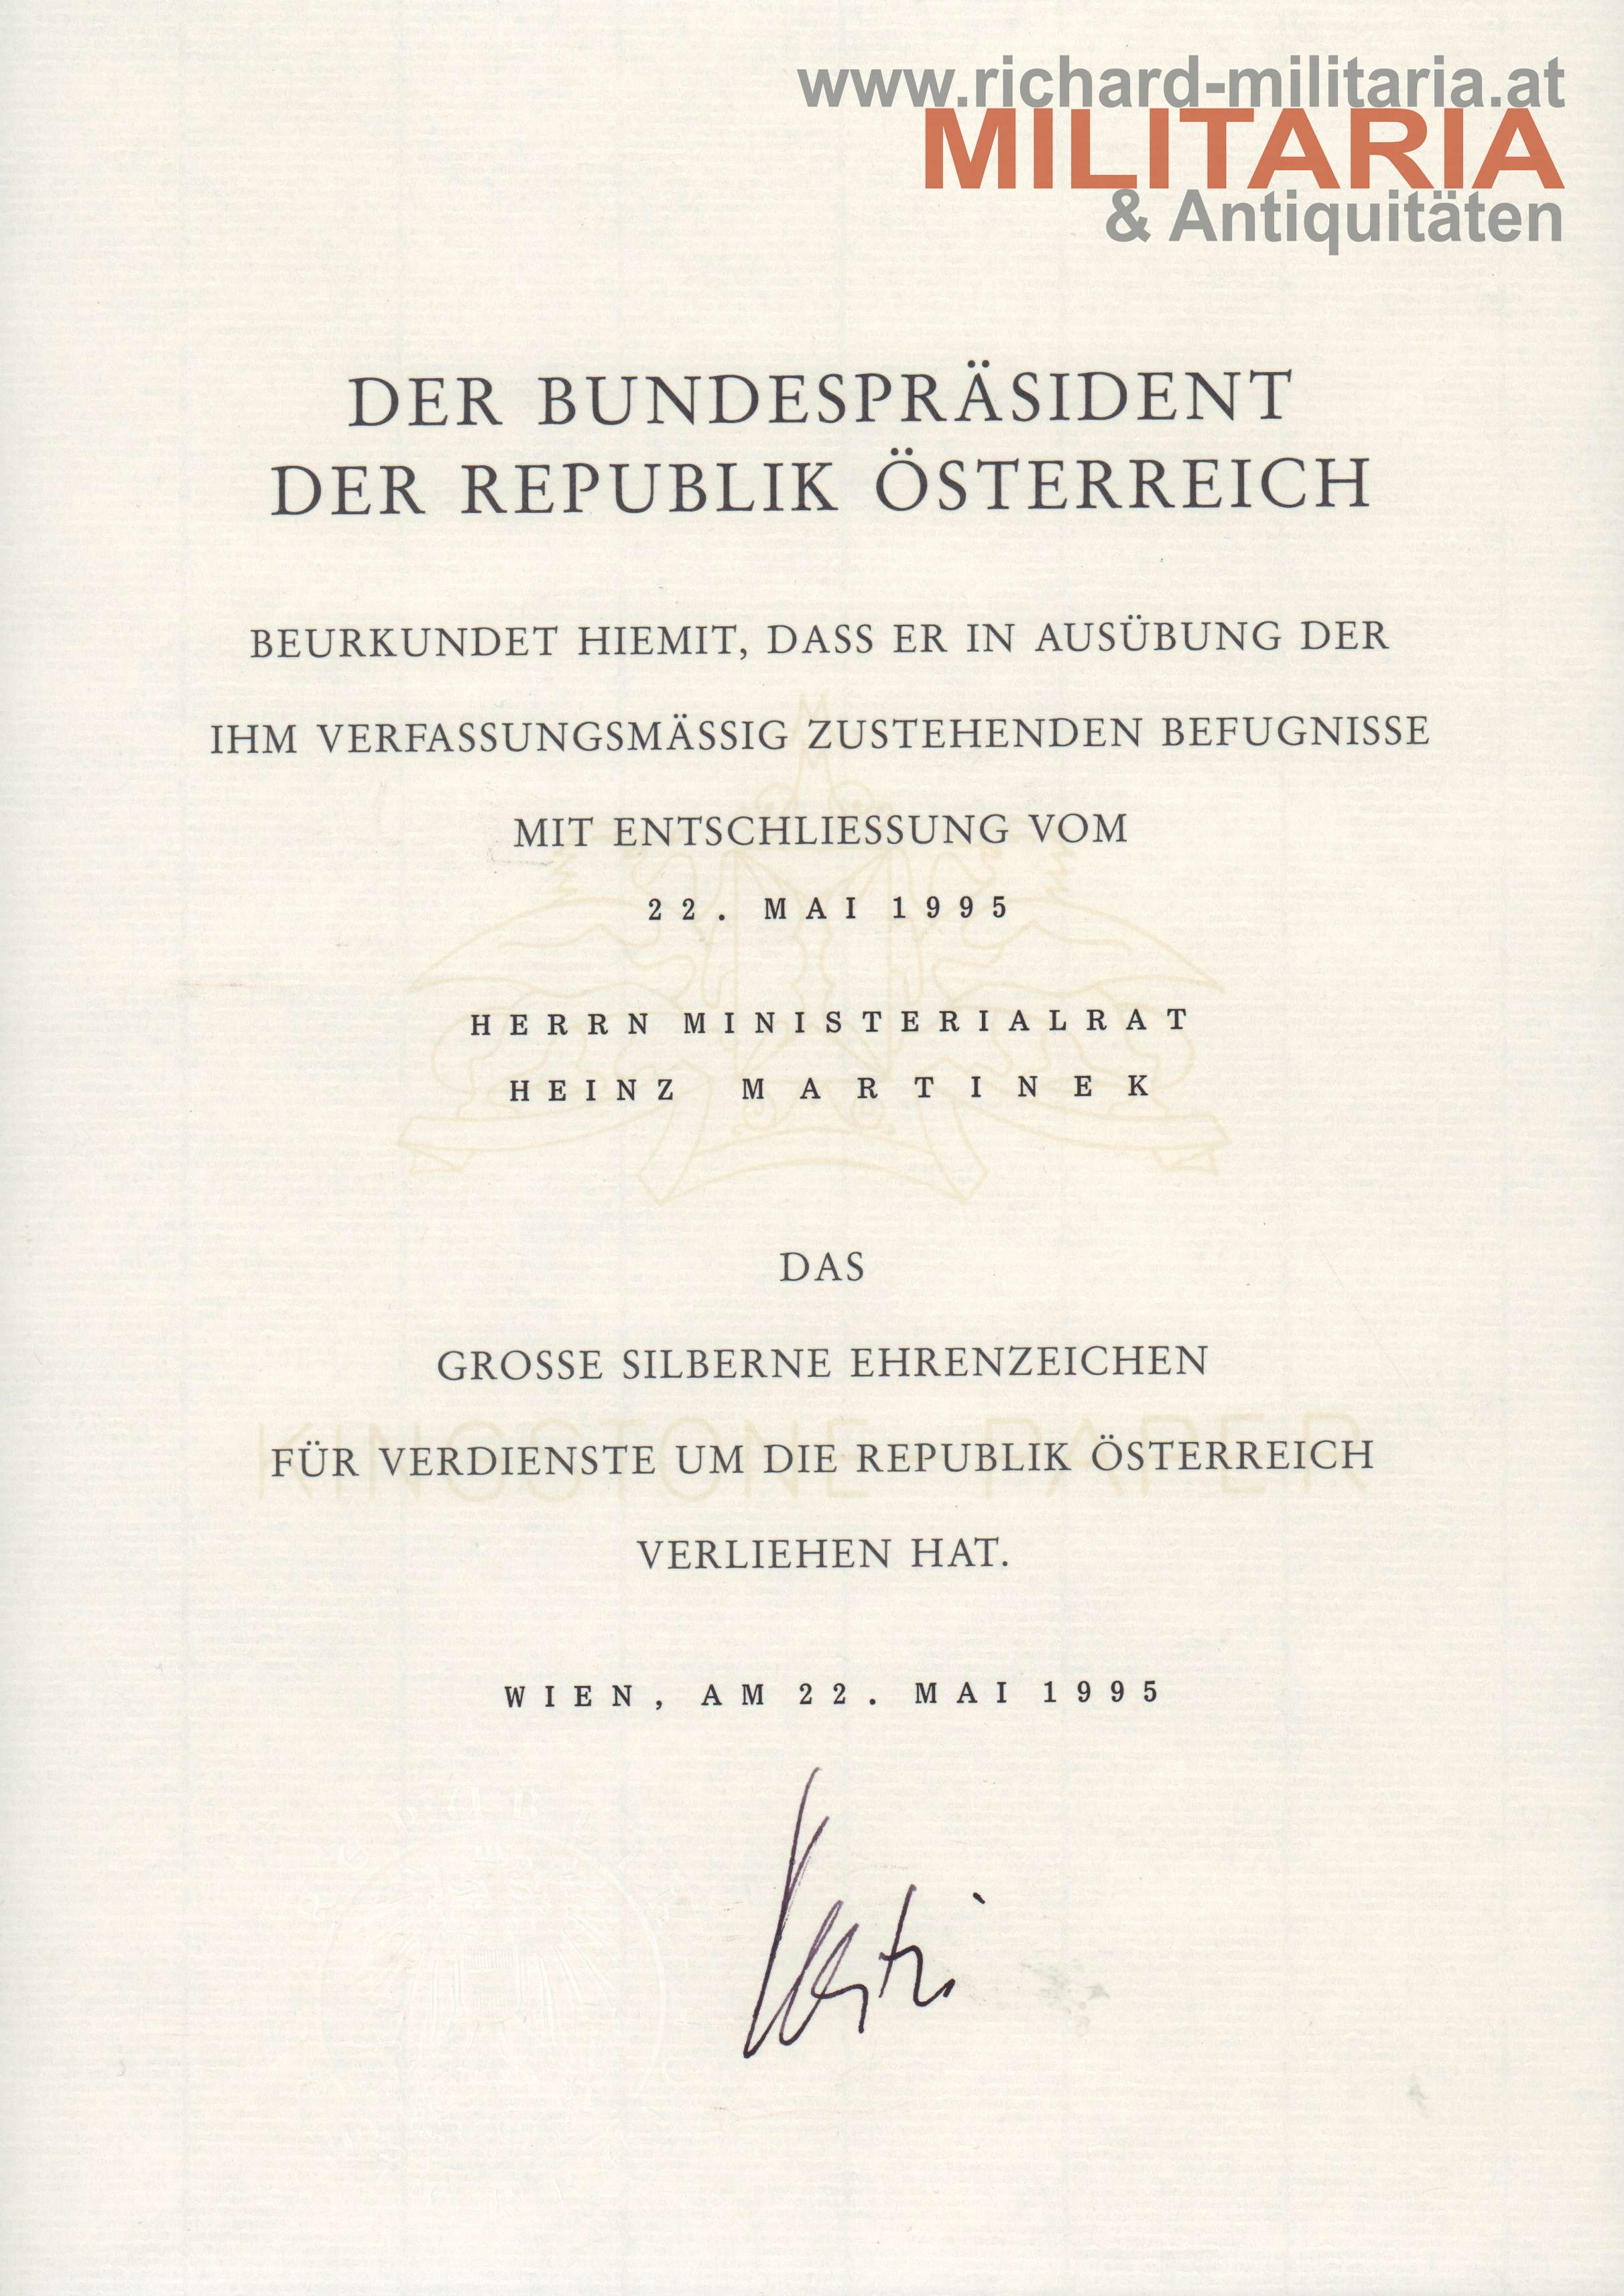 www.richard-militaria.at
MILITARIA
& Antiquitäten
DER BUNDESPRÄSIDENT
DER REPUBLIK ÖSTERREICH
BEURKUNDET HIEMIT, DASS ER IN AUSÜBUNG DER
IHM VERFASSUNGSMÄSSIG ZUSTEHENDEN BEFUGNISSE
MIT ENTSCHLIESSUNG VOM
22. MAI 1995
HERRN MINISTERIALRAT
HEINZ MARTINEK
DAS
GROSSE SILBERNE EHRENZEICHEN
KINGSTONE PAPER
FÜR VERDIENSTE UM DIE REPUBLIK ÖSTERREICH
VERLIEHEN HAT.
WIEN, AM 22. MAI 1995